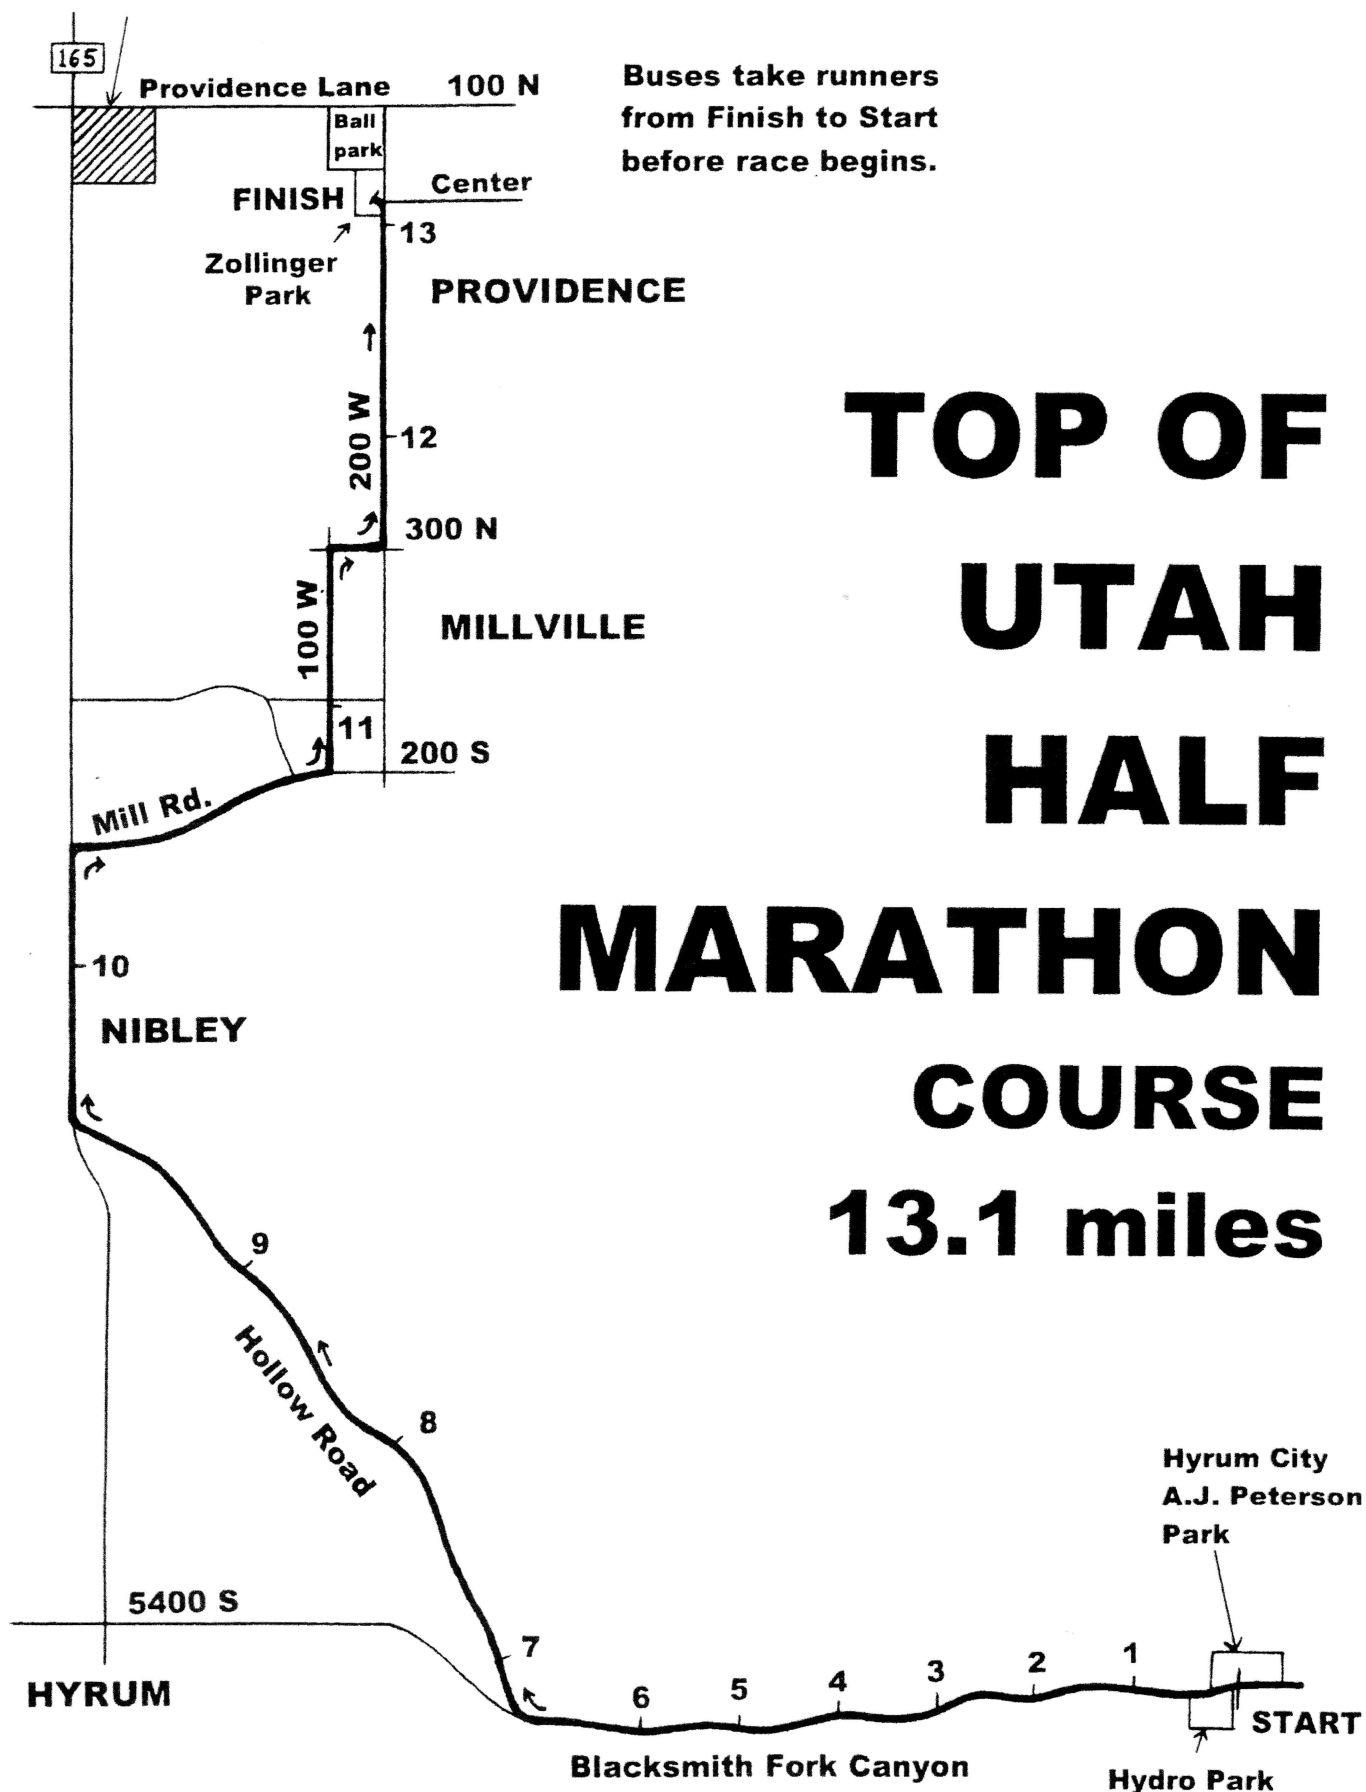 165
Providence Lane 100 N
Buses take runners
from Finish to Start
before race begins.
Ball
park
Center
FINISH
13
Zollinger
Park
PROVIDENCE
200 W
12
300 N
TOP OF
UTAH
HALF
MARATHON
COURSE
13.1 miles
100 W
MILLVILLE
11
200 S
Mill Rd.
10
NIBLEY
9
Hollow Road
8
Hyrum City
A.J. Peterson
Park
5400 S
HYRUM
7
6
5
4
3
2
1
START
Blacksmith Fork Canyon
Hydro Park